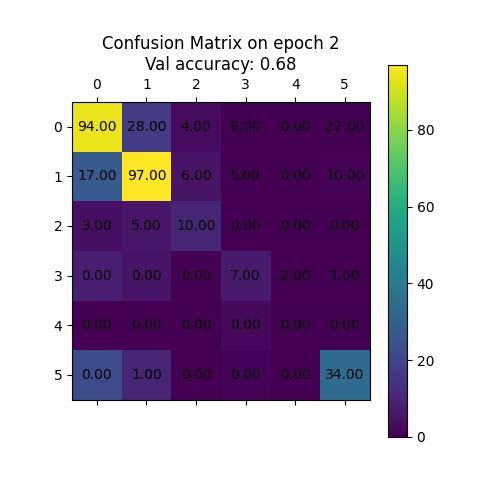 Confusion Matrix on epoch 2
Val accuracy: 0.68
0 1 2 3 4 5
0 94.00 28.00 4.00 8.00 0.00 22.00
1 17.00 97.00 6.00 5.00 0.00 10.00
2 3.00 5.00 10.00 0.00 0.00 0.00
3 0.00 0.00 0.00 7.00 2.00 1.00
4 0.00 0.00 0.00 0.00 0.00 0.00
5 0.00 1.00 0.00 0.00 0.00 34.00
80
60
40
20
0